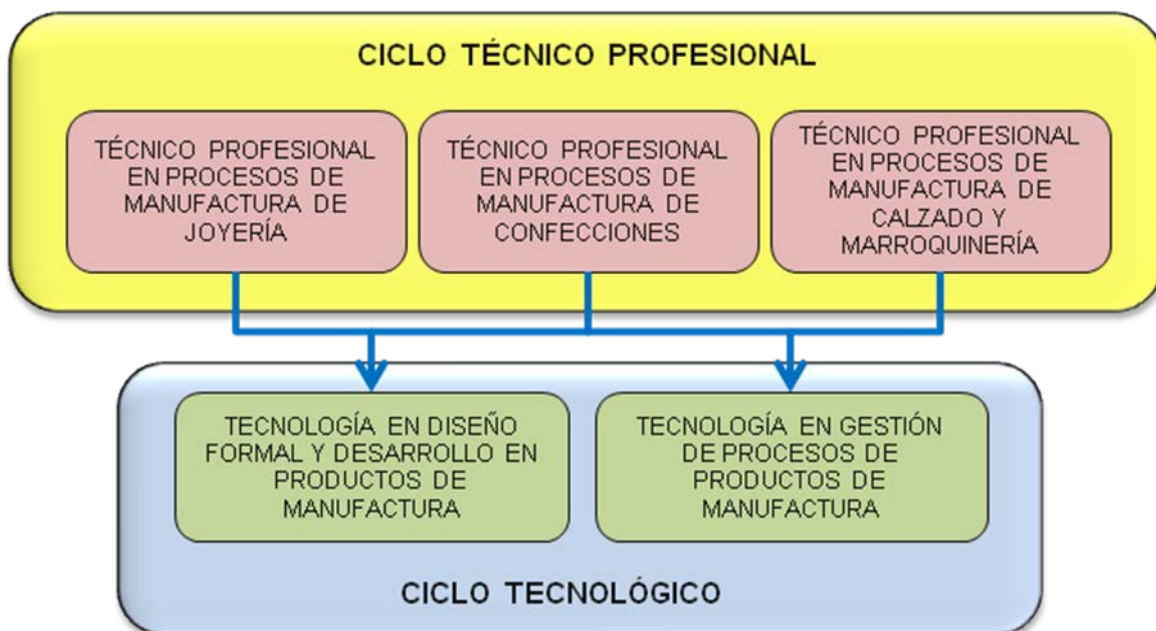 CICLO TÉCNICO PROFESIONAL
TÉCNICO PROFESIONAL
EN PROCESOS DE
MANUFACTURA DE
JOYERÍA
TÉCNICO PROFESIONAL
EN PROCESOS DE
MANUFACTURA DE
CONFECCIONES
TÉCNICO PROFESIONAL
EN PROCESOS DE
MANUFACTURA DE
CALZADO Y
MARROQUINERÍA
TECNOLOGÍA EN DISEÑO
FORMAL Y DESARROLLO EN
PRODUCTOS DE
MANUFACTURA
TECNOLOGÍA EN GESTIÓN
DE PROCESOS DE
PRODUCTOS DE
MANUFACTURA
CICLO TECNOLÓGICO